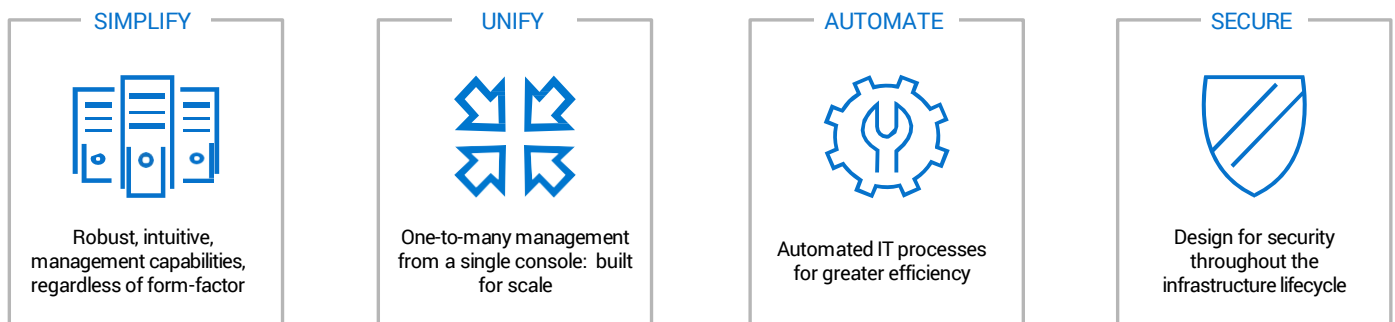 SIMPLIFY
Robust, intuitive,
management capabilities,
regardless of form-factor
UNIFY
One-to-many management
from a single console: built
for scale
AUTOMATE
Automated IT processes
for greater efficiency
SECURE
Design for security
throughout the
infrastructure lifecycle